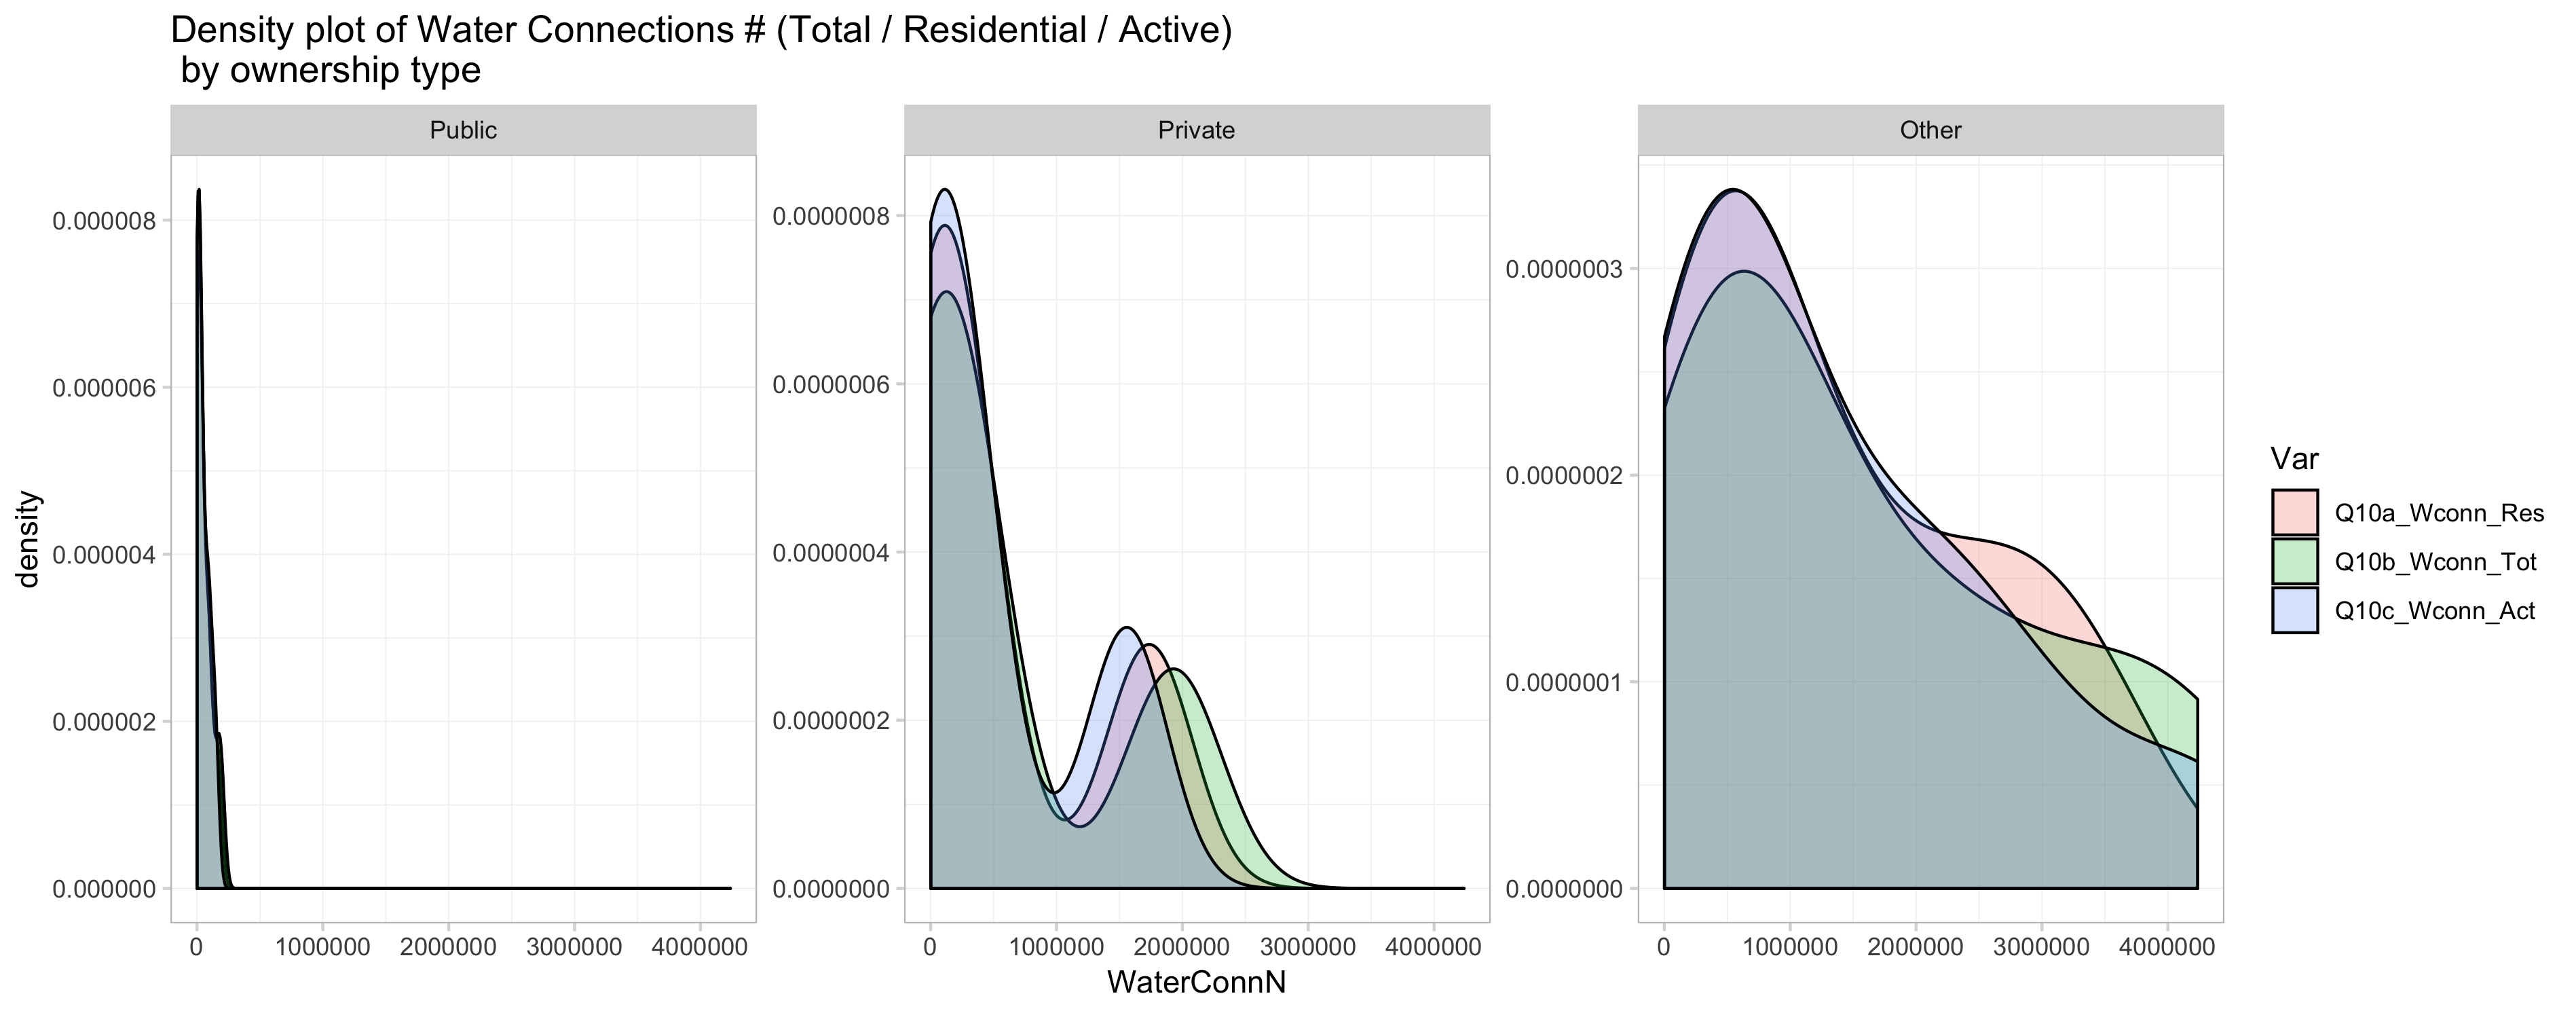 Density plot of Water Connections # (Total / Residential / Active)
by ownership type
Public
Private
Other
density
0.000008
0.000006
0.000004
0.000002
0.000000
0.0000008
0.0000006
0.0000004
0.0000002
0.0000000
0.0000003
0.0000002
0.0000001
0.0000000
0 1000000 2000000 3000000 4000000
0 1000000 2000000 3000000 4000000
0 1000000 2000000 3000000 4000000
WaterConnN
Var
Q10a_Wconn_Res
Q10b_Wconn_Tot
Q10c_Wconn_Act